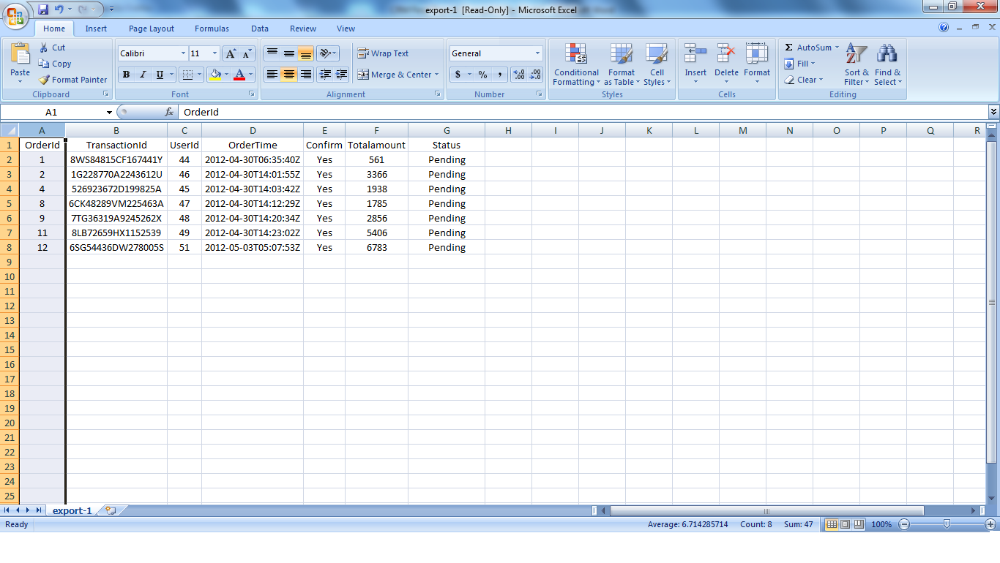 export-1 [Read-Only] - Microsoft Excel
Home Insert Page Layout Formulas Data Review View
Paste
Cut
Copy
Format Painter
Clipboard
Calibri 11
B I U
Font
Wrap Text
Merge & Center
Alignment
General
$ % ,
Number
Conditional Formatting
Format as Table
Cell Styles
Styles
Insert Delete Format
Cells
Σ AutoSum
Fill
Clear
Sort & Filter
Find & Select
Editing
A1 fx OrderId
A B C D E F G H I J K L M N O P Q R
1 OrderId TransactionId UserId OrderTime Confirm Totalamount Status
2 1 8WS84815CF167441Y 44 2012-04-30T06:35:40Z Yes 561 Pending
3 2 1G228770A2243612U 46 2012-04-30T14:01:55Z Yes 3366 Pending
4 4 526923672D199825A 45 2012-04-30T14:03:42Z Yes 1938 Pending
5 8 6CK48289VM225463A 47 2012-04-30T14:12:29Z Yes 1785 Pending
6 9 7TG36319A9245262X 48 2012-04-30T14:20:34Z Yes 2856 Pending
7 11 8LB72659HX1152539 49 2012-04-30T14:23:02Z Yes 5406 Pending
8 12 6SG54436DW278005S 51 2012-05-03T05:07:53Z Yes 6783 Pending
9
10
11
12
13
14
15
16
17
18
19
20
21
22
23
24
25
export-1
Ready Average: 6.714285714 Count: 8 Sum: 47 100%